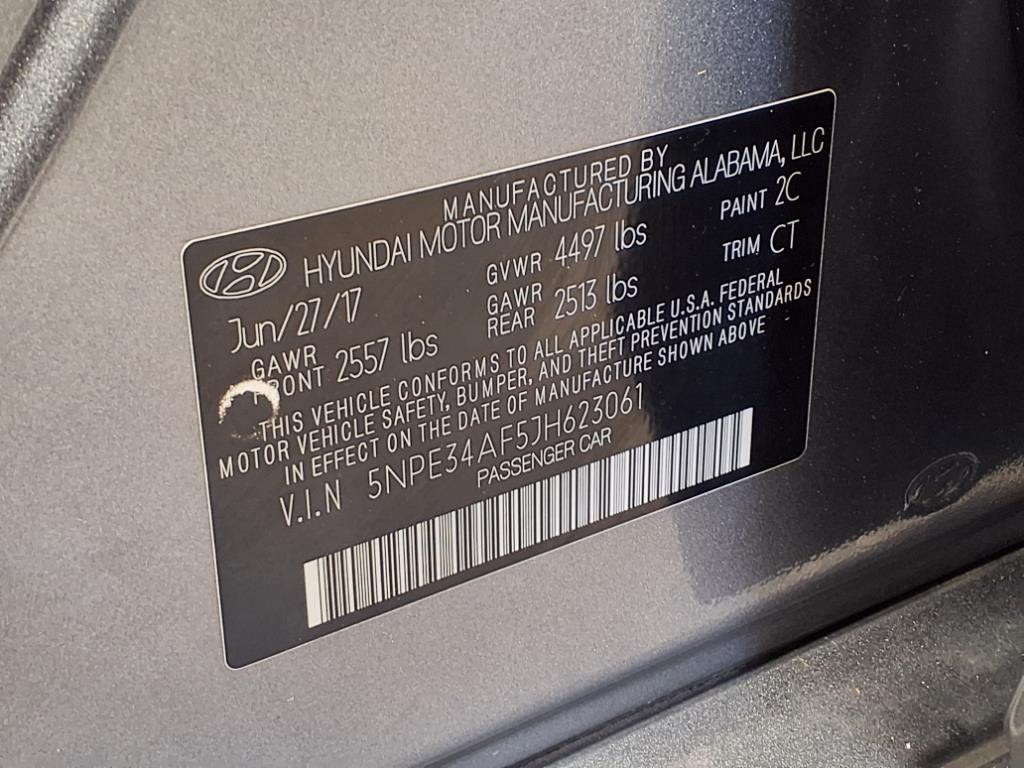 MANUFACTURED BY
HYUNDAI MOTOR MANUFACTURING ALABAMA, LLC
Jun/27/17 GVWR 4497 lbs PAINT 2C
GAWR FRONT 2557 lbs GAWR REAR 2513 lbs TRIM CT
THIS VEHICLE CONFORMS TO ALL APPLICABLE U.S.A. FEDERAL
MOTOR VEHICLE SAFETY, BUMPER, AND THEFT PREVENTION STANDARDS
IN EFFECT ON THE DATE OF MANUFACTURE SHOWN ABOVE
V.I.N 5NPE34AF5JH623061
PASSENGER CAR